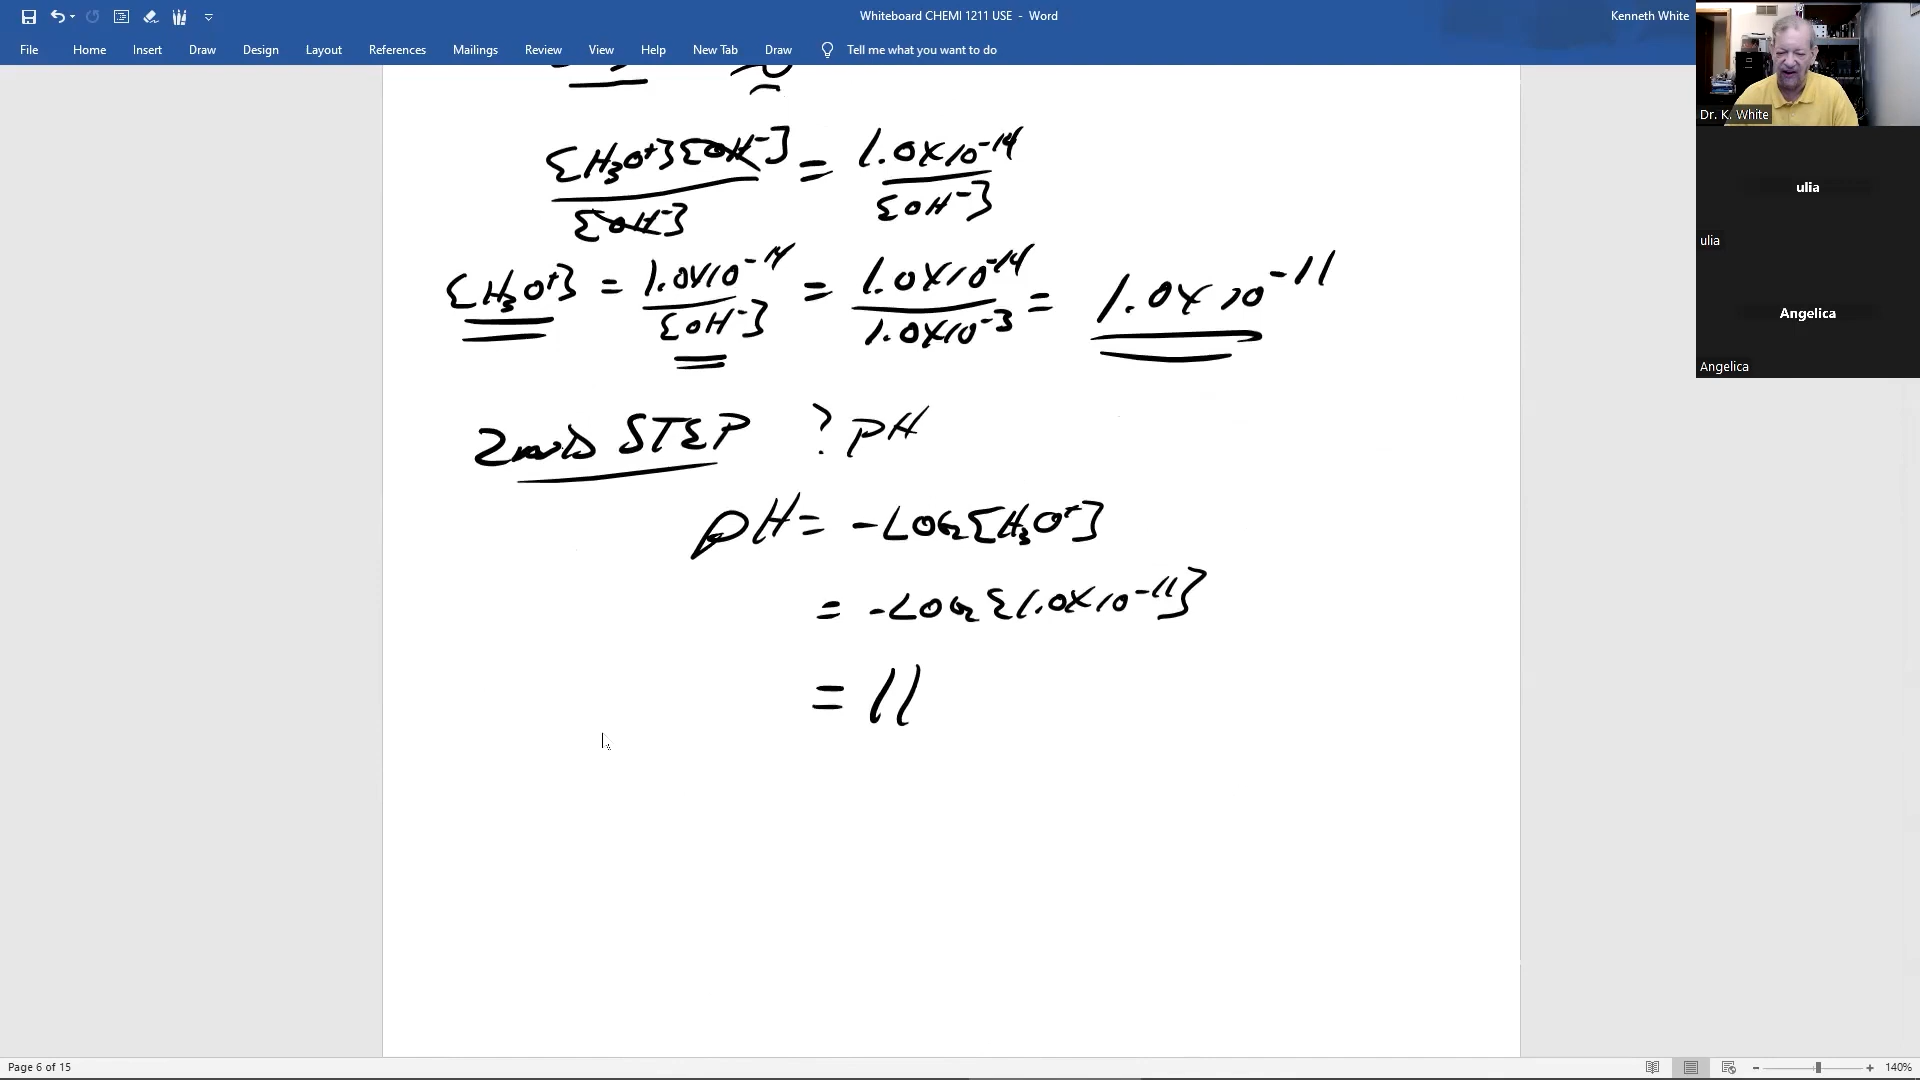 Whiteboard CHEMI 1211 USE - Word
Kenneth White
File Home Insert Draw Design Layout References Mailings Review View Help New Tab Draw Tell me what you want to do
Dr. K. White
ulia
ulia
Angelica
Angelica
{H₃O⁺}{OH⁻} / {OH⁻} = 1.0X10⁻¹⁴ / {OH⁻}
{H₃O⁺} = 1.0X10⁻¹⁴ / {OH⁻} = 1.0X10⁻¹⁴ / 1.0X10⁻³ = 1.0X10⁻¹¹
2nd STEP ? pH
pH = -LOG[H₃O⁺]
= -LOG{1.0X10⁻¹¹}
= 11
Page 6 of 15
140%